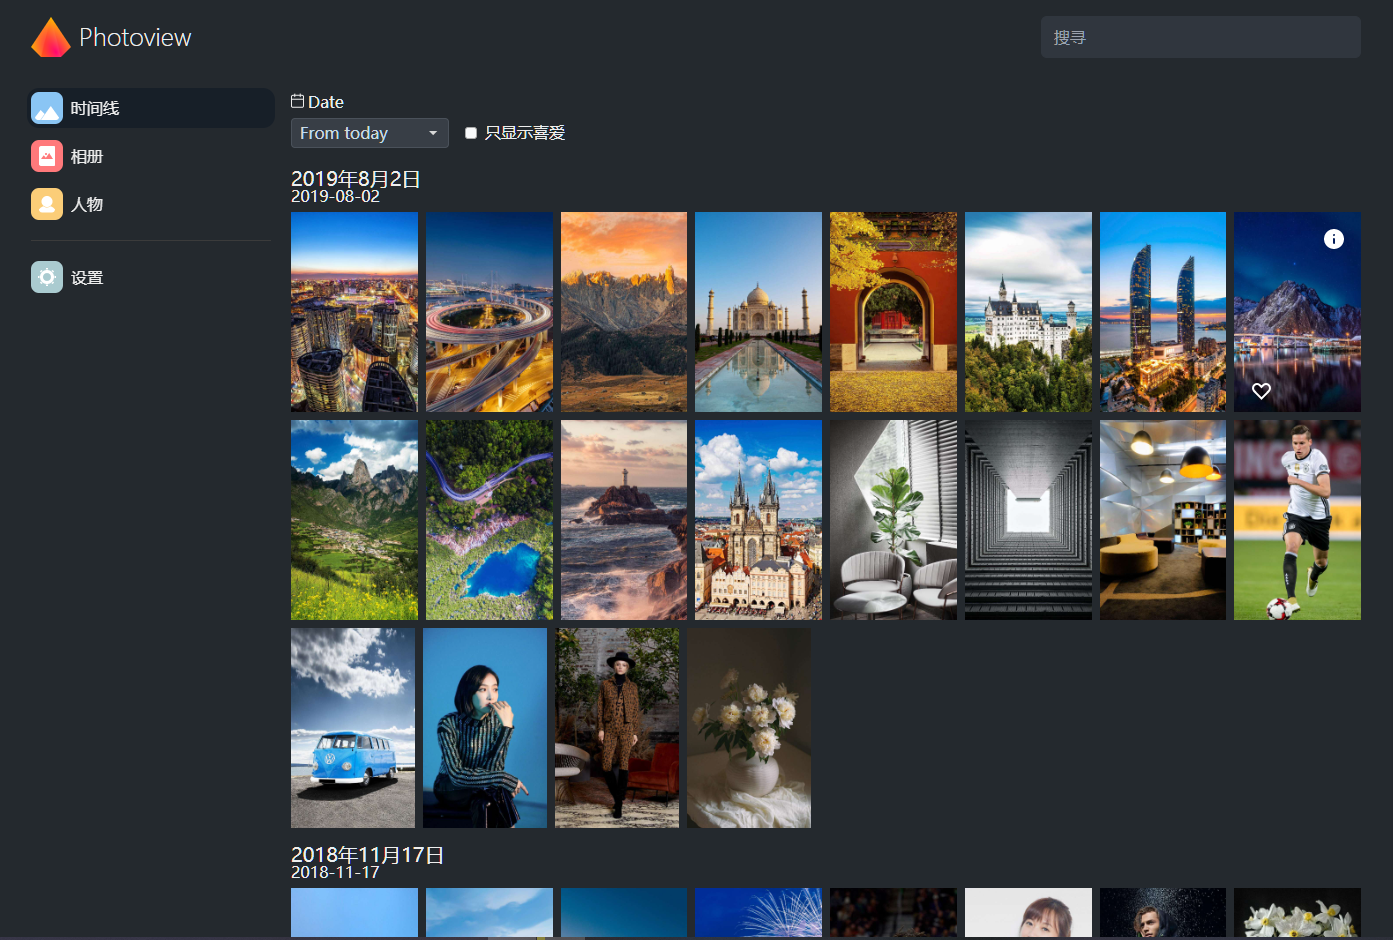 Photoview
搜寻
时间线
相册
人物
设置
Date
From today
只显示喜爱
2019年8月2日
2019-08-02
2018年11月17日
2018-11-17